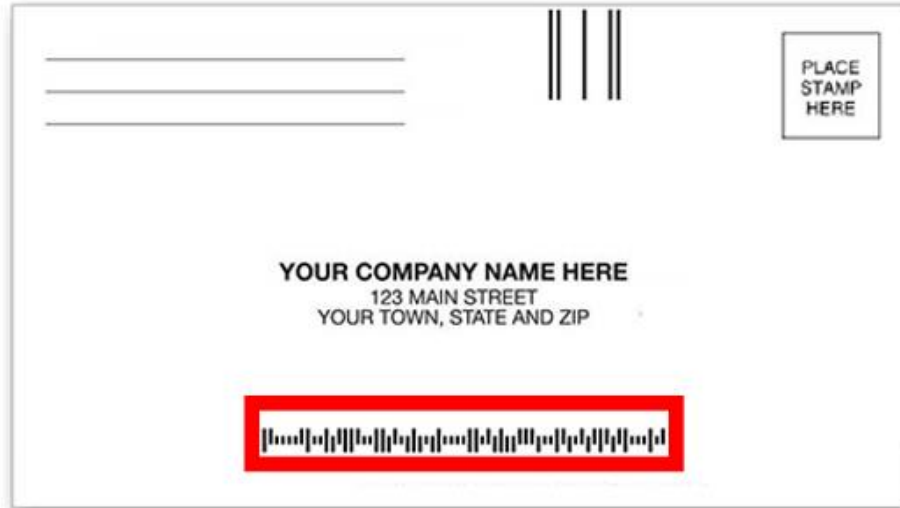 PLACE
STAMP
HERE
YOUR COMPANY NAME HERE
123 MAIN STREET
YOUR TOWN, STATE AND ZIP